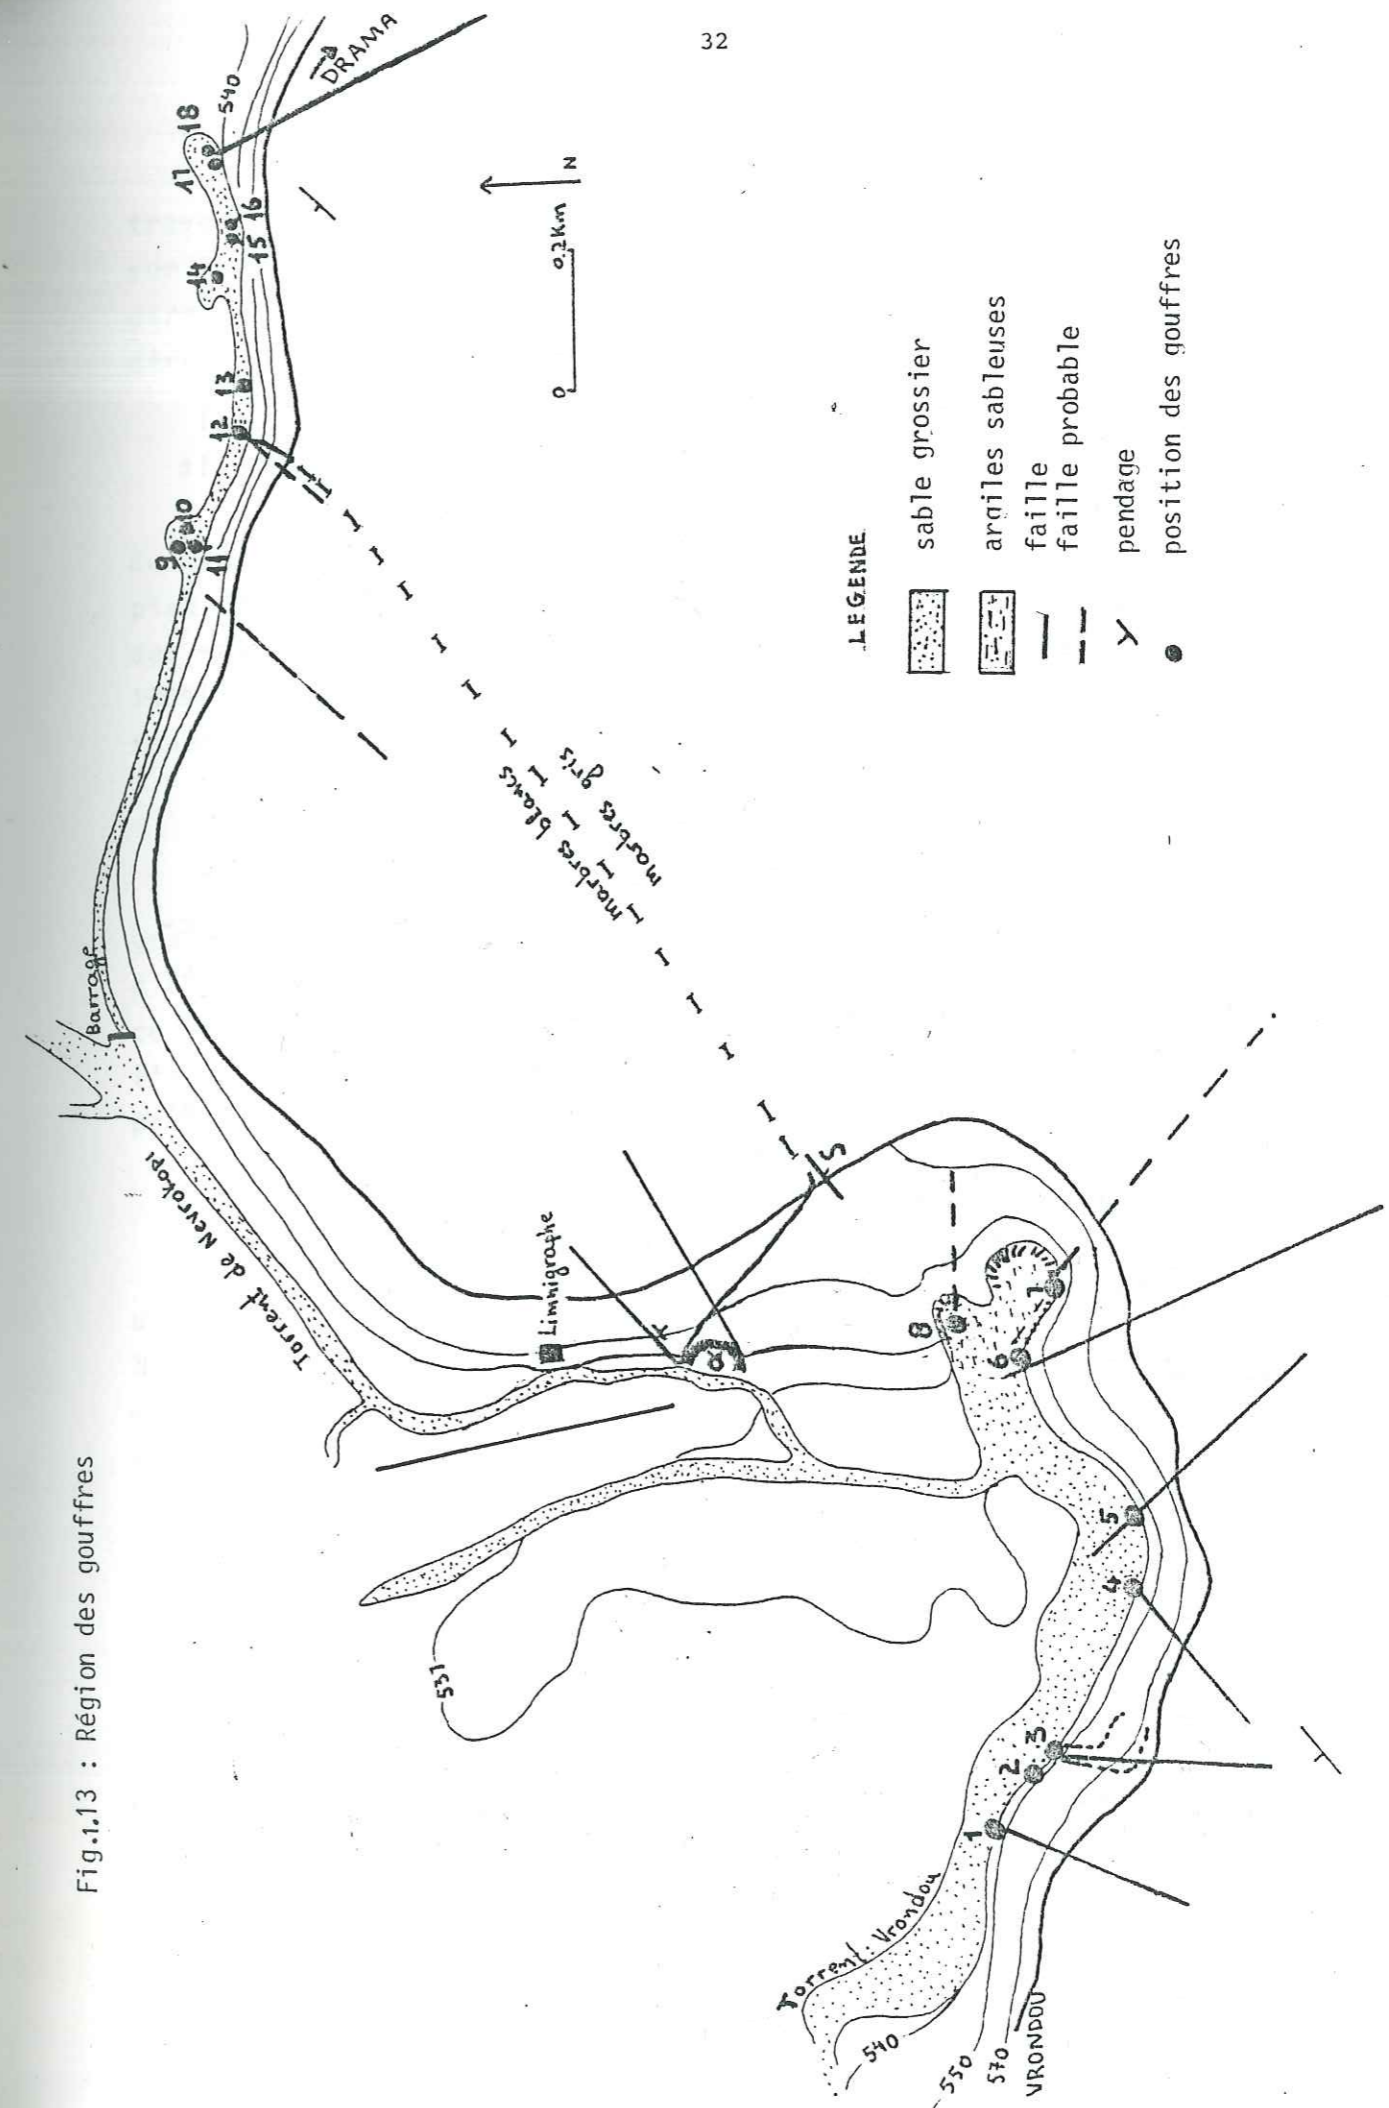 32
Fig.1.13 : Région des gouffres
Torrent de Nevrokopi
Barrage
9
10
11
12
13
14
15
16
17
18
540
DRAMA
N
0
0.2Km
Limnigraphe
α
S
marbres blancs
marbres gris
531
Torrent Vrondou
1
2
3
4
5
6
7
8
540
550
570
VRONDOU
LEGENDE
sable grossier
argiles sableuses
faille
faille probable
pendage
position des gouffres